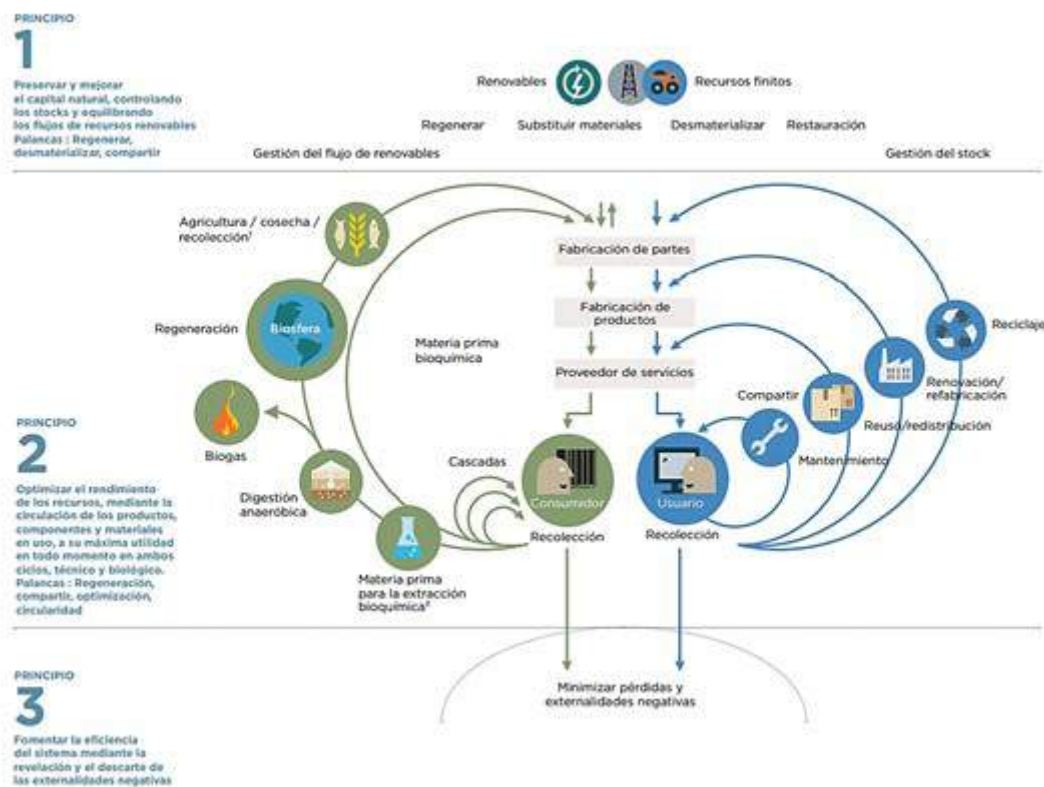 PRINCIPIO
1
Preservar y mejorar
el capital natural, controlando
los stocks y equilibrando
los flujos de recursos renovables
Palancas : Regenerar,
desmaterializar, compartir
Renovables
Recursos finitos
Regenerar
Substituir materiales
Desmaterializar
Restauración
Gestión del flujo de renovables
Gestión del stock
Agricultura / cosecha /
recolección¹
Regeneración
Biosfera
Biogas
Digestión
anaeróbica
Materia prima
bioquímica
Materia prima
para la extracción
bioquímica²
Fabricación de partes
Fabricación de
productos
Proveedor de servicios
Cascadas
Consumidor
Recolección
Usuario
Recolección
Compartir
Mantenimiento
Reuso/redistribución
Renovación/
refabricación
Reciclaje
PRINCIPIO
2
Optimizar el rendimiento
de los recursos, mediante la
circulación de los productos,
componentes y materiales
en uso, a su máxima utilidad
en todo momento en ambos
ciclos, técnico y biológico.
Palancas : Regeneración,
compartir, optimización,
circularidad
PRINCIPIO
3
Fomentar la eficiencia
del sistema mediante la
revelación y el descarte de
las externalidades negativas
Minimizar pérdidas y
externalidades negativas